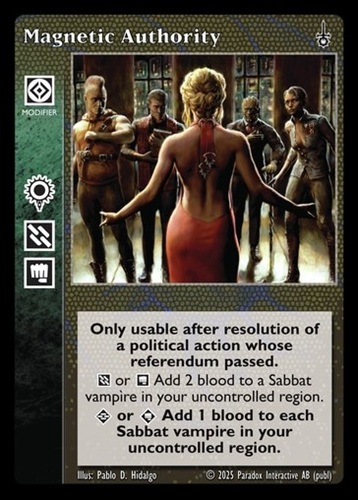 Magnetic Authority
MODIFIER
Only usable after resolution of
a political action whose
referendum passed.
or Add 2 blood to a Sabbat
vampire in your uncontrolled region.
or Add 1 blood to each
Sabbat vampire in your
uncontrolled region.
Illus: Pablo D. Hidalgo © 2025 Paradox Interactive AB (publ)